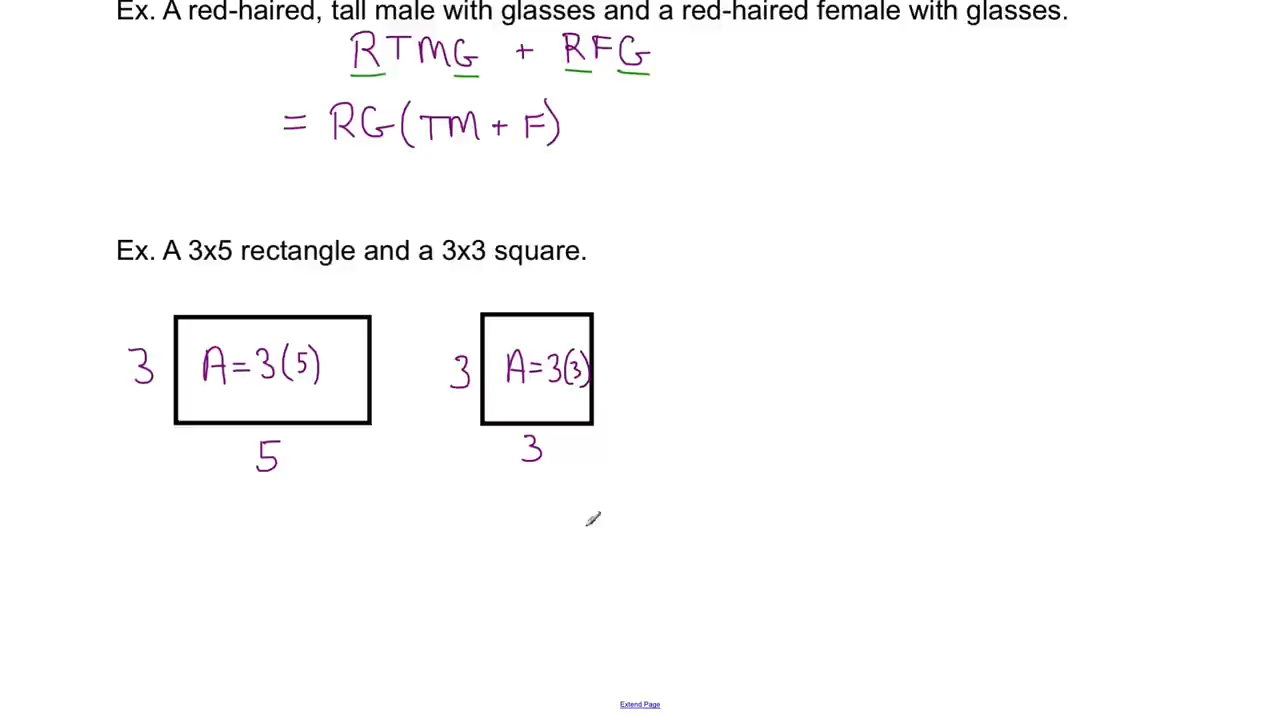 Ex. A red-haired, tall male with glasses and a red-haired female with glasses.
RTMG + RFG
= RG(TM + F)
Ex. A 3x5 rectangle and a 3x3 square.
3 A=3(5) 3 A=3(3)
5 3
Extend Page